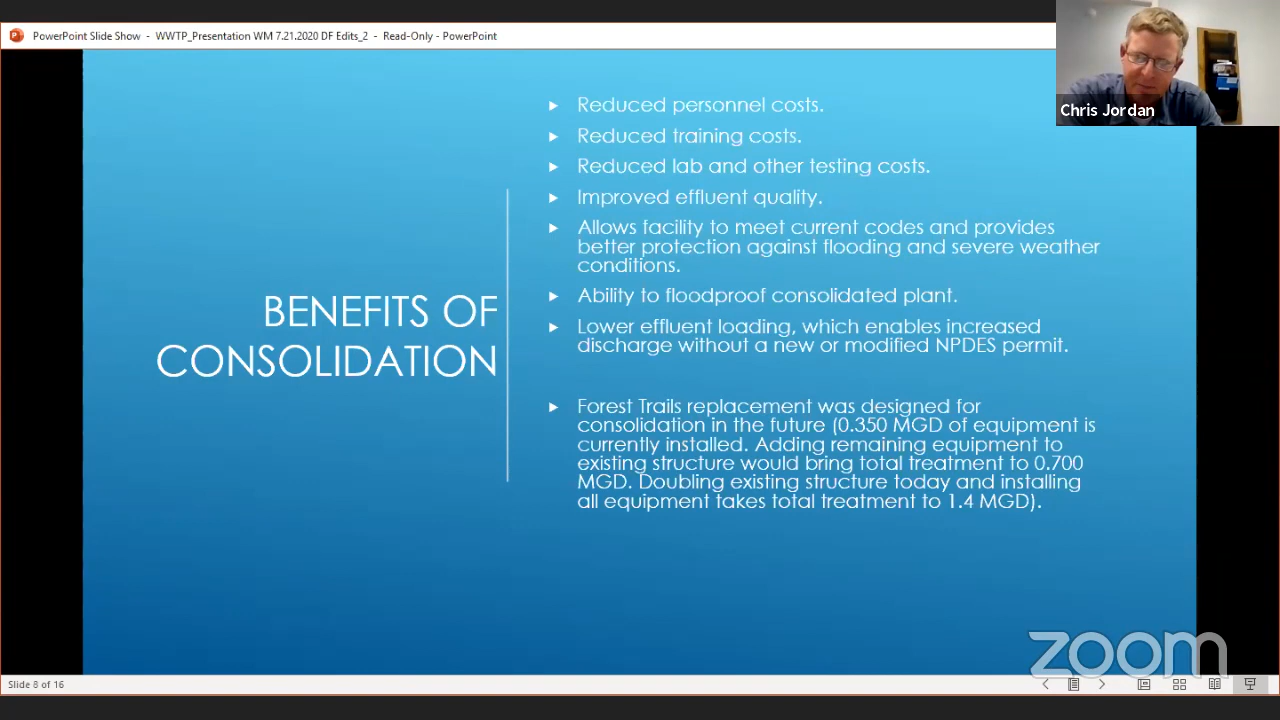 PowerPoint Slide Show - WWTP_Presentation WM 7.21.2020 DF Edits_2 - Read-Only - PowerPoint
Chris Jordan
BENEFITS OF
CONSOLIDATION
Reduced personnel costs.
Reduced training costs.
Reduced lab and other testing costs.
Improved effluent quality.
Allows facility to meet current codes and provides
better protection against flooding and severe weather
conditions.
Ability to floodproof consolidated plant.
Lower effluent loading, which enables increased
discharge without a new or modified NPDES permit.
Forest Trails replacement was designed for
consolidation in the future (0.350 MGD of equipment is
currently installed. Adding remaining equipment to
existing structure would bring total treatment to 0.700
MGD. Doubling existing structure today and installing
all equipment takes total treatment to 1.4 MGD).
zoom
Slide 8 of 16